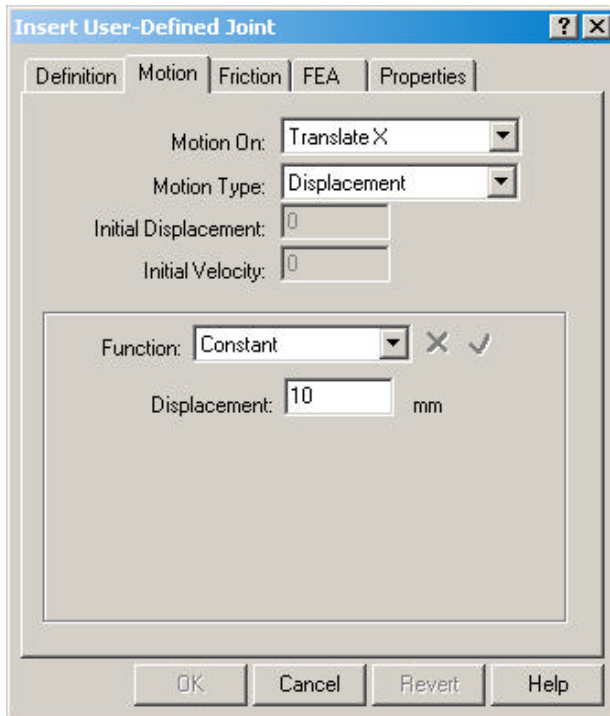 Insert User-Defined Joint
Definition Motion Friction FEA Properties
Motion On: Translate X
Motion Type: Displacement
Initial Displacement: 0
Initial Velocity: 0
Function: Constant
Displacement: 10 mm
OK Cancel Revert Help